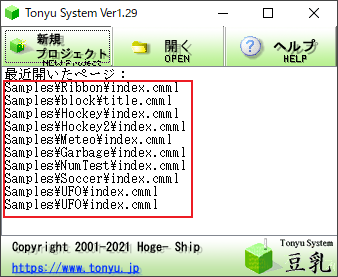 Tonyu System Ver1.29
新規
プロジェクト
NEW Project
開く
OPEN
ヘルプ
HELP
最近開いたページ：
Samples¥Ribbon¥index.cmml
Samples¥block¥title.cmml
Samples¥Hockey¥index.cmml
Samples¥Hockey2¥index.cmml
Samples¥Meteo¥index.cmml
Samples¥Garbage¥index.cmml
Samples¥NumTest¥index.cmml
Samples¥Soccer¥index.cmml
Samples¥UFO¥index.cmml
Samples¥UFO¥index.cmml
Copyright 2001-2021 Hoge- Ship
https://www.tonyu.jp
Tonyu System
豆乳